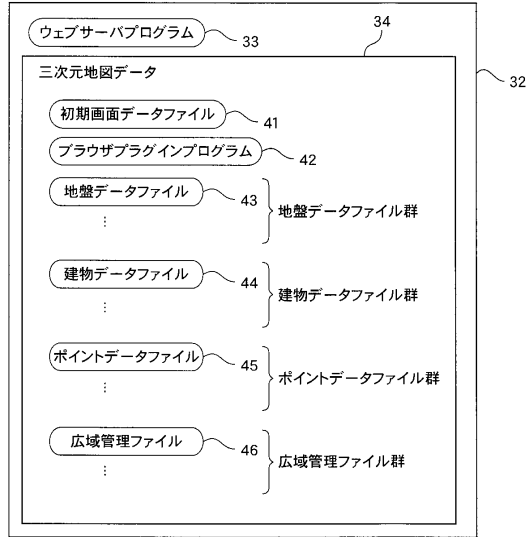 ウェブサーバプログラム
33
34
32
三次元地図データ
初期画面データファイル
41
ブラウザプラグインプログラム
42
地盤データファイル
43
⋮
地盤データファイル群
建物データファイル
44
⋮
建物データファイル群
ポイントデータファイル
45
⋮
ポイントデータファイル群
広域管理ファイル
46
⋮
広域管理ファイル群